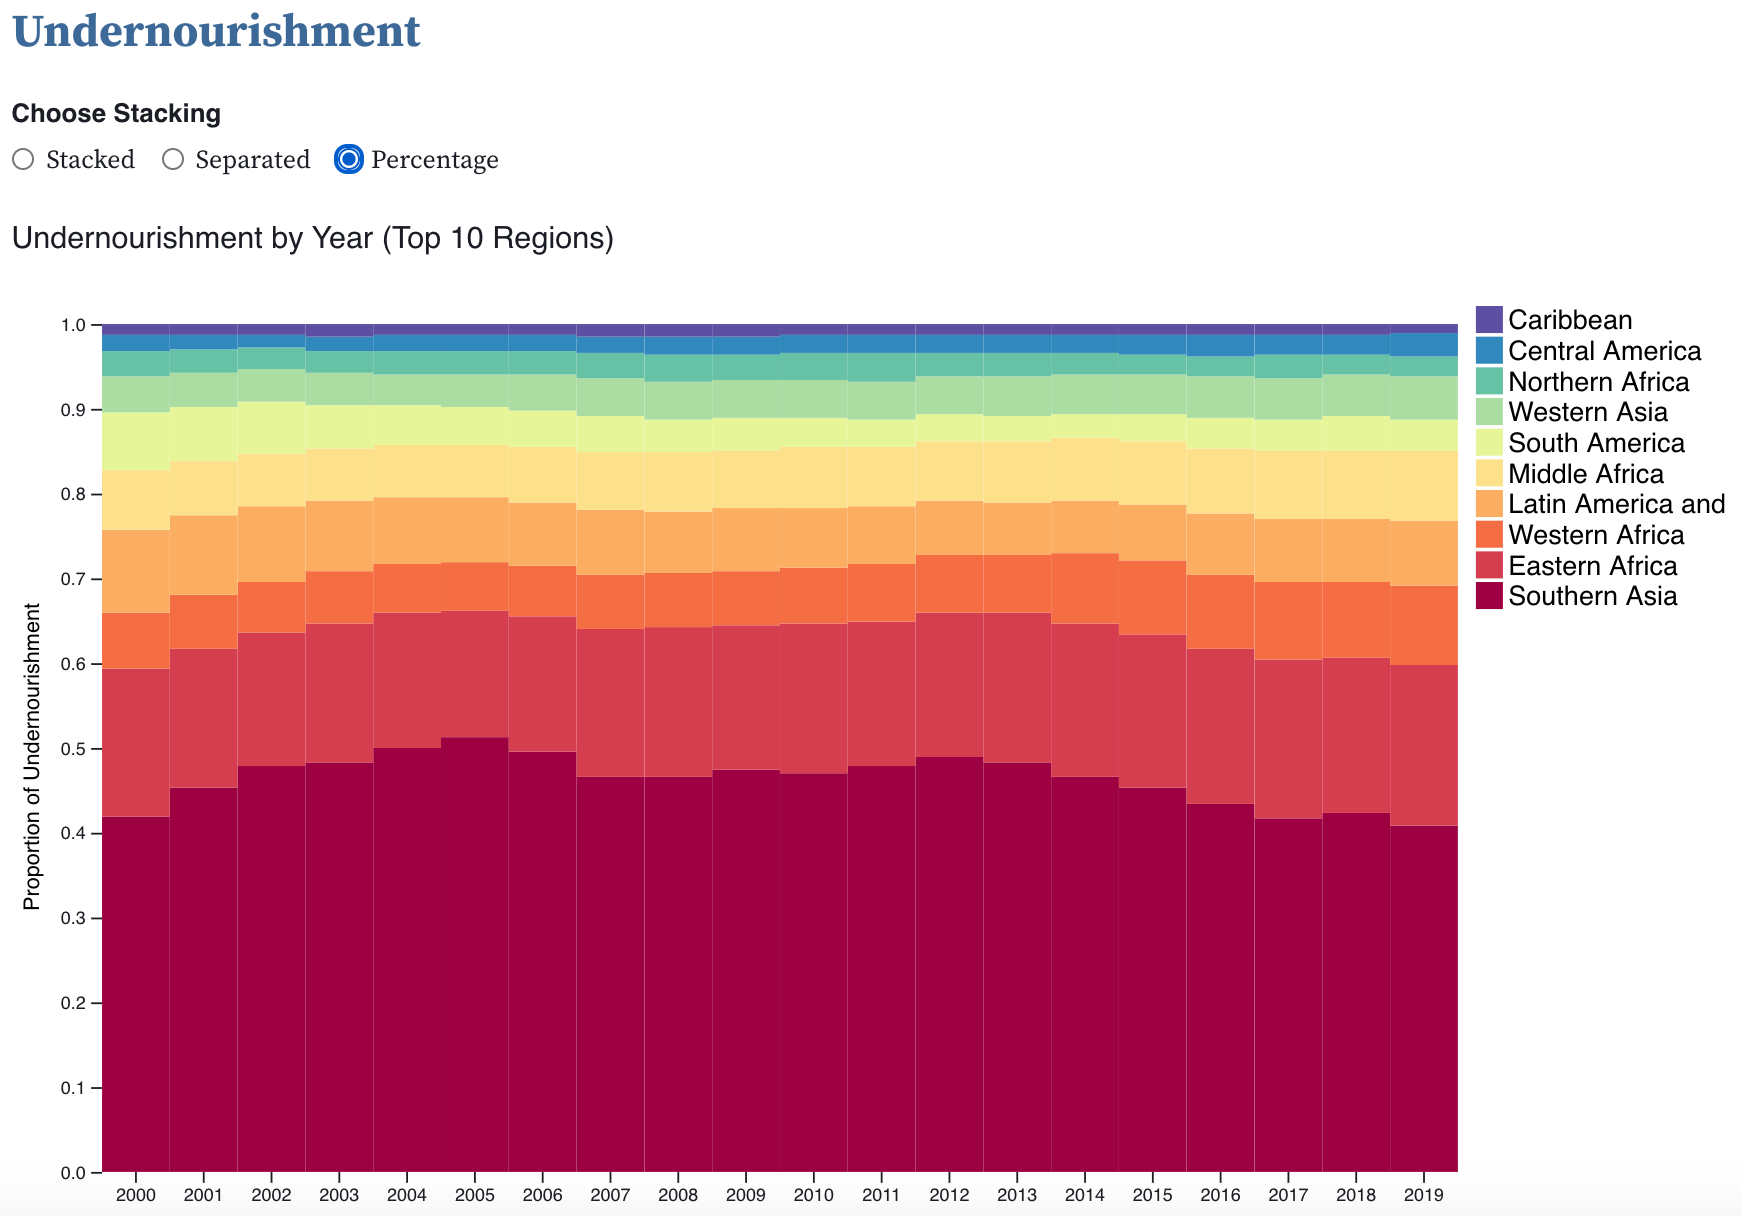 Undernourishment
Choose Stacking
Stacked Separated Percentage
Undernourishment by Year (Top 10 Regions)
Proportion of Undernourishment
1.0
0.9
0.8
0.7
0.6
0.5
0.4
0.3
0.2
0.1
0.0
2000 2001 2002 2003 2004 2005 2006 2007 2008 2009 2010 2011 2012 2013 2014 2015 2016 2017 2018 2019
Caribbean
Central America
Northern Africa
Western Asia
South America
Middle Africa
Latin America and
Western Africa
Eastern Africa
Southern Asia